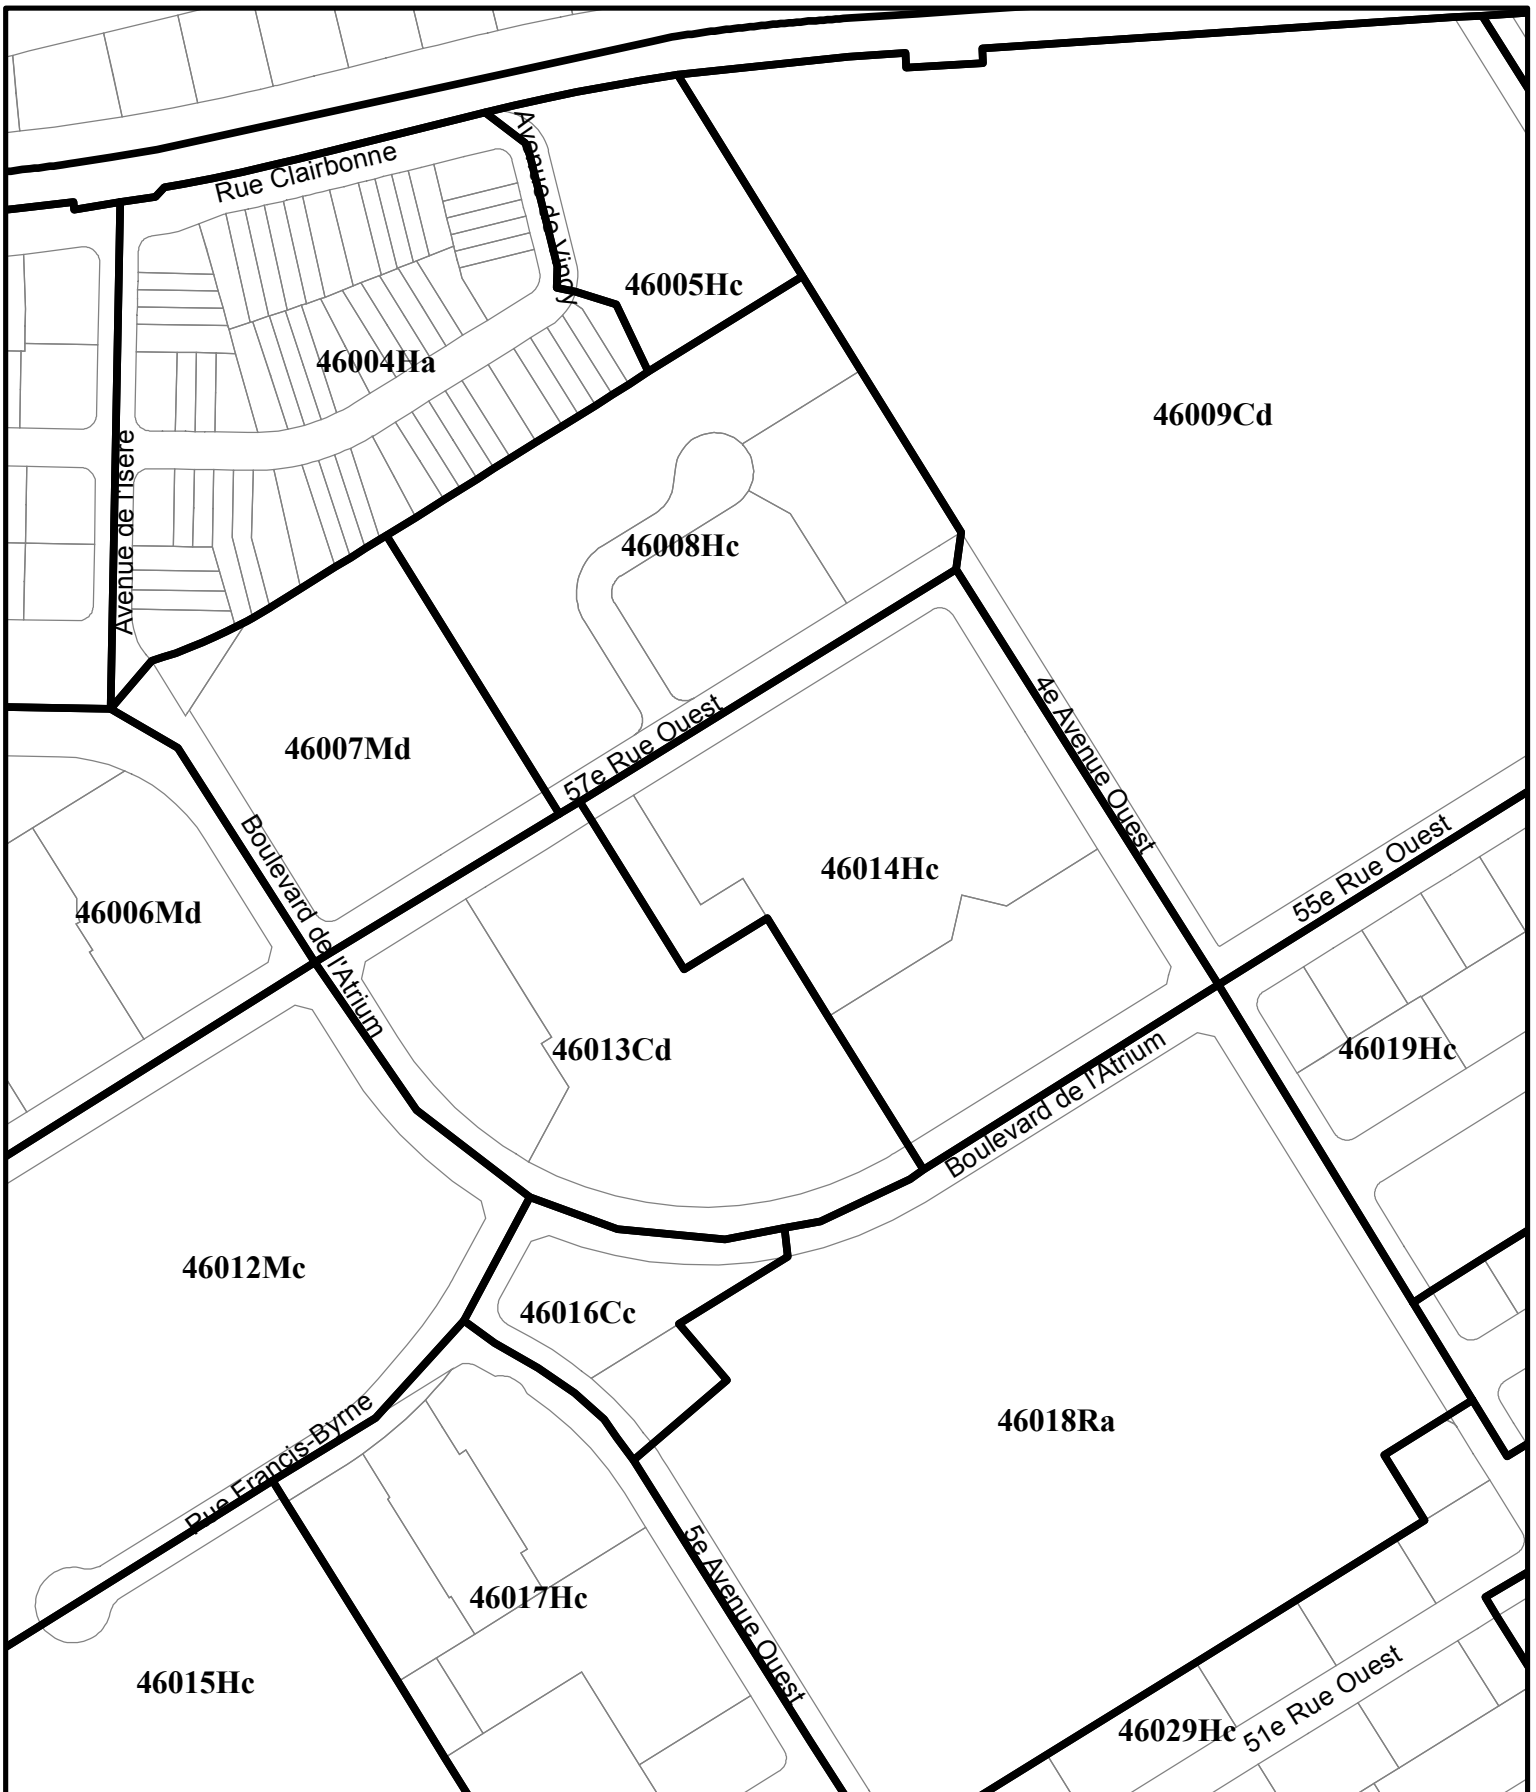 Rue Clairbonne
Avenue de Vinoy
46005Hc
46004Ha
46009Cd
Avenue de l'Isère
46008Hc
4e Avenue Ouest
57e Rue Ouest
46007Md
Boulevard de l'Atrium
46014Hc
55e Rue Ouest
46006Md
46013Cd
46019Hc
Boulevard de l'Atrium
46012Mc
46016Cc
46018Ra
Rue Francis-Byrne
5e Avenue Ouest
46017Hc
46015Hc
51e Rue Ouest
46029Hc